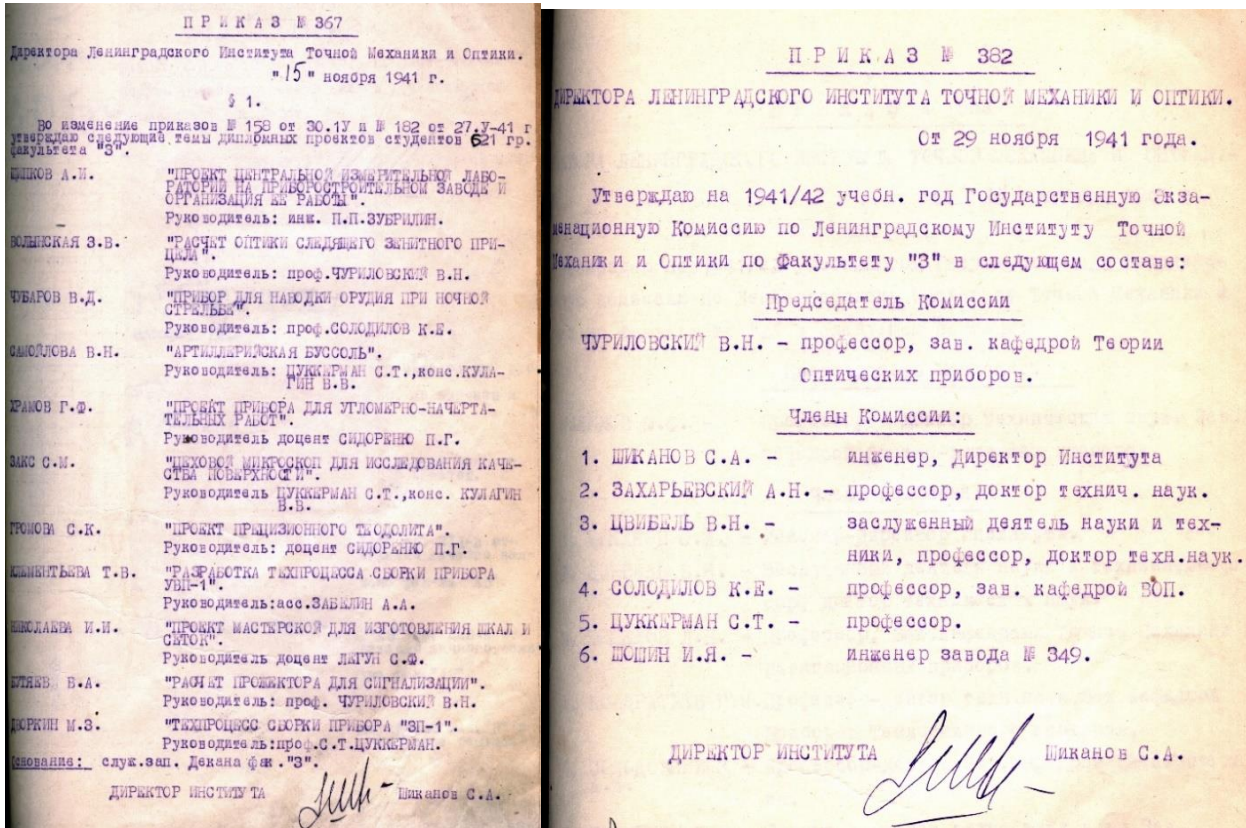 ПРИКАЗ № 367
Директора Ленинградского Института Точной Механики и Оптики.
"15" ноября 1941 г.
§ 1.
Во изменение приказов № 158 от 30.1У и № 182 от 27.У-41 г
утверждаю следующие темы дипломных проектов студентов 621 гр.
факультета "З".
ЦЫПКОВ А.И. "ПРОЕКТ ЦЕНТРАЛЬНОЙ ИЗМЕРИТЕЛЬНОЙ ЛАБО-
РАТОРИИ НА ПРИБОРОСТРОИТЕЛЬНОМ ЗАВОДЕ И
ОРГАНИЗАЦИЯ ЕЕ РАБОТЫ".
Руководитель: инж. П.П.ЗУБРИЛИН.
ВОЛЫНСКАЯ З.В. "РАСЧЕТ ОПТИКИ СЛЕДЯЩЕГО ЗЕНИТНОГО ПРИ-
ЦЕЛА".
Руководитель: проф.ЧУРИЛОВСКИЙ В.Н.
ЧУБАРОВ В.Д. "ПРИБОР ДЛЯ НАВОДКИ ОРУДИЯ ПРИ НОЧНОЙ
СТРЕЛЬБЕ".
Руководитель: проф.СОЛОДИЛОВ К.Е.
САМОЙЛОВА В.Н. "АРТИЛЛЕРИЙСКАЯ БУССОЛЬ".
Руководитель: ЦУККЕРМАН С.Т.,конс.КУЛА-
ГИН В.В.
ХРАМОВ Г.Ф. "ПРОЕКТ ПРИБОРА ДЛЯ УГЛОМЕРНО-НАЧЕРТА-
ТЕЛЬНЫХ РАБОТ".
Руководитель доцент СИДОРЕНКО П.Г.
ЗАКС С.М. "ЦЕХОВОЙ МИКРОСКОП ДЛЯ ИССЛЕДОВАНИЯ КАЧЕ-
СТВА ПОВЕРХНОСТИ".
Руководитель ЦУККЕРМАН С.Т.,конс. КУЛАГИН
В.В.
ГРОМОВА С.К. "ПРОЕКТ ПРЕЦИЗИОННОГО ТЕОДОЛИТА".
Руководитель: доцент СИДОРЕНКО П.Г.
КЛЕМЕНТЬЕВА Т.В. "РАЗРАБОТКА ТЕХПРОЦЕССА СБОРКИ ПРИБОРА
УВП-1".
Руководитель:асс.ЗАБЕЛИН А.А.
НИКОЛАЕВА И.И. "ПРОЕКТ МАСТЕРСКОЙ ДЛЯ ИЗГОТОВЛЕНИЯ ШКАЛ И
СЕТОК".
Руководитель доцент ЛЕГУН С.Ф.
В.А. "РАСЧЕТ ПРОЖЕКТОРА ДЛЯ СИГНАЛИЗАЦИИ".
Руководитель: проф. ЧУРИЛОВСКИЙ В.Н.
ДВОРКИН М.З. "ТЕХПРОЦЕСС СБОРКИ ПРИБОРА "ЗП-1".
Руководитель:проф.С.Т.ЦУККЕРМАН.
Основание: служ.зап. Декана фак."З".
ДИРЕКТОР ИНСТИТУТА Шиканов С.А.
ПРИКАЗ № 382
ДИРЕКТОРА ЛЕНИНГРАДСКОГО ИНСТИТУТА ТОЧНОЙ МЕХАНИКИ И ОПТИКИ.
От 29 ноября 1941 года.
Утверждаю на 1941/42 учебн. год Государственную Экза-
менационную Комиссию по Ленинградскому Институту Точной
Механики и Оптики по факультету "З" в следующем составе:
Председатель Комиссии
ЧУРИЛОВСКИЙ В.Н. - профессор, зав. кафедрой Теории
Оптических приборов.
Члены Комиссии:
1. ШИКАНОВ С.А. - инженер, Директор Института
2. ЗАХАРЬЕВСКИЙ А.Н. - профессор, доктор технич. наук.
3. ЦВИБЕЛЬ В.Н. - заслуженный деятель науки и тех-
ники, профессор, доктор техн.наук.
4. СОЛОДИЛОВ К.Е. - профессор, зав. кафедрой ВОП.
5. ЦУККЕРМАН С.Т. - профессор.
6. ШОШИН И.Я. - инженер завода № 349.
ДИРЕКТОР ИНСТИТУТА Шиканов С.А.